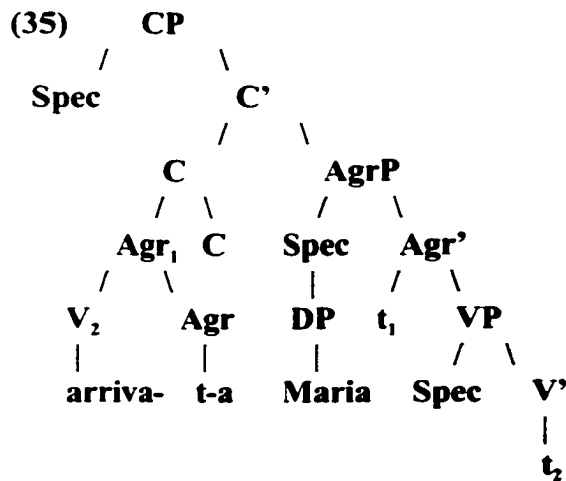 (35) CP
Spec C’
C AgrP
Agr₁ C Spec Agr’
V₂ Agr DP t₁ VP
arriva- t-a Maria Spec V’
t₂